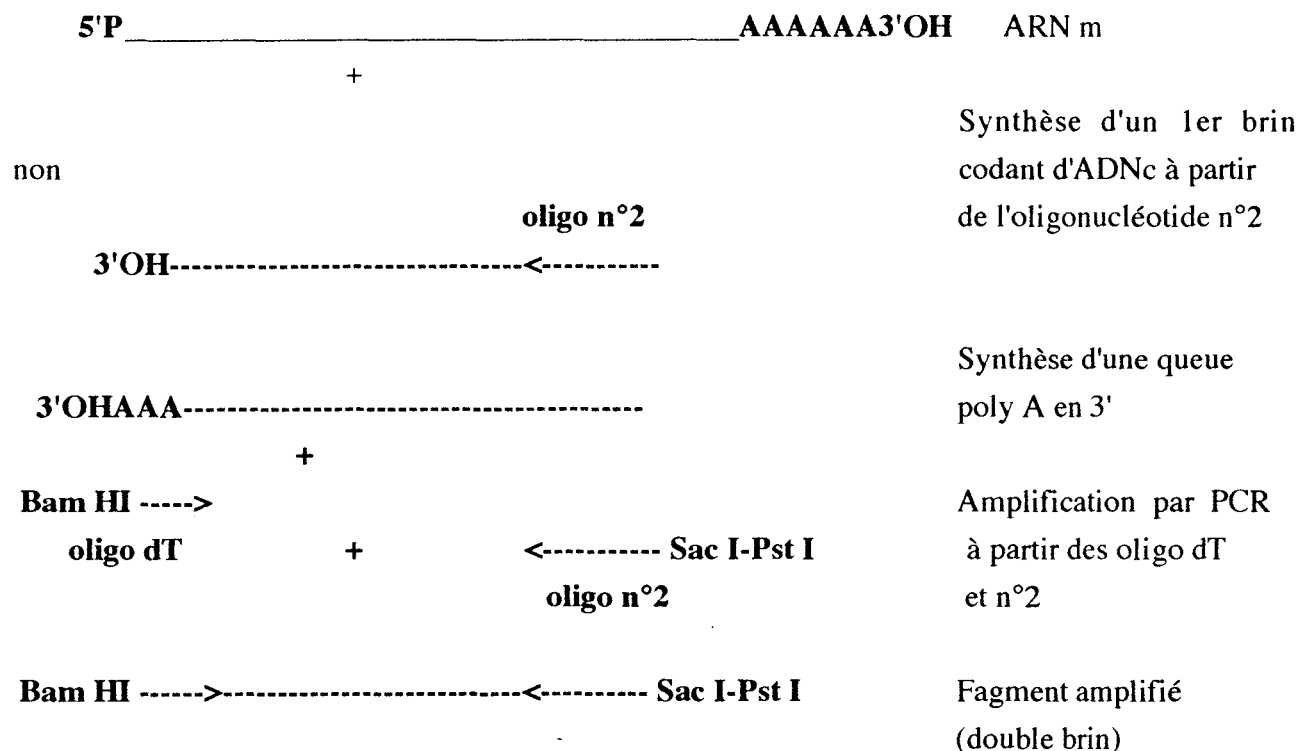 5'P____________________AAAAAA3'OH ARN m
+
Synthèse d'un 1er brin
non codant d'ADNc à partir
oligo n°2 de l'oligonucléotide n°2
3'OH--------------------<-----------
Synthèse d'une queue
3'OHAAA-------------------------------- poly A en 3'
+
Bam HI -----> Amplification par PCR
oligo dT + <----------- Sac I-Pst I à partir des oligo dT
oligo n°2 et n°2
Bam HI ------>--------------------------<---------- Sac I-Pst I Fagment amplifié
(double brin)